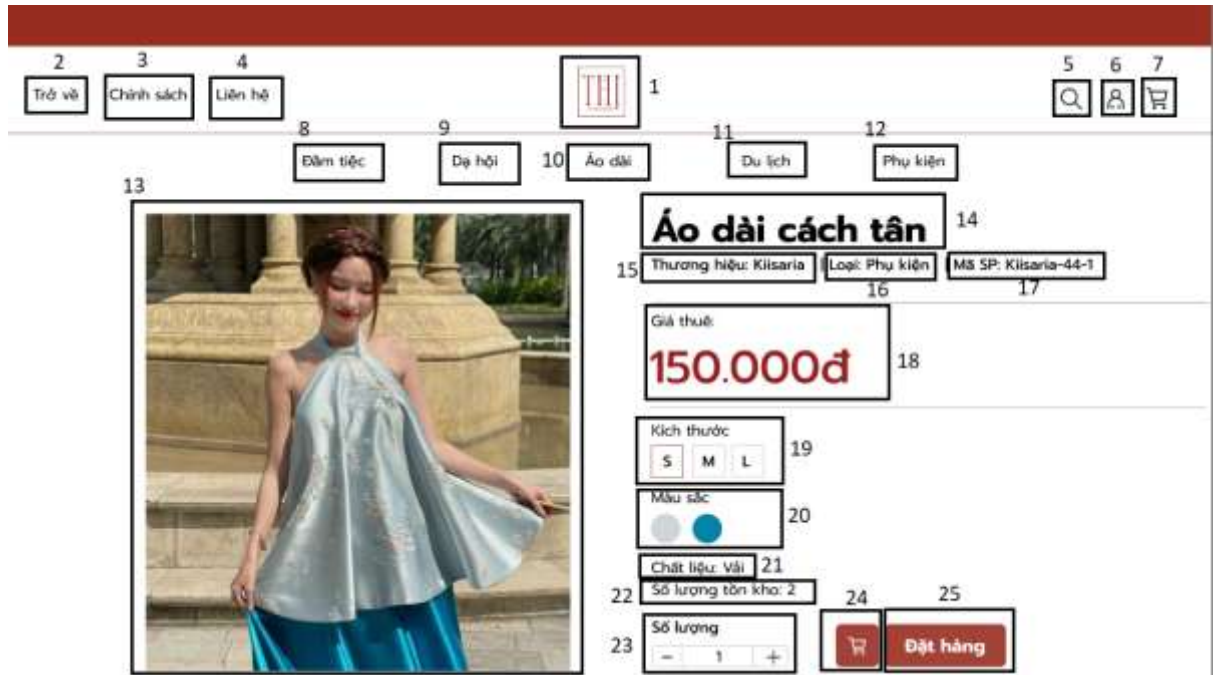 2 3 4
5 6 7
Trở về Chính sách Liên hệ
THI 1
8 9 11 12
Đầm tiệc Dạ hội 10 Áo dài Du lịch Phụ kiện
13
Áo dài cách tân 14
15 Thương hiệu: Kiisaria Loại: Phụ kiện Mã SP: Kiisaria-44-1
16 17
Giá thuê:
150.000đ 18
Kích thước
S M L 19
Màu sắc
20
Chất liệu: Vải 21
22 Số lượng tồn kho: 2
24 25
Số lượng
23 - 1 + Đặt hàng